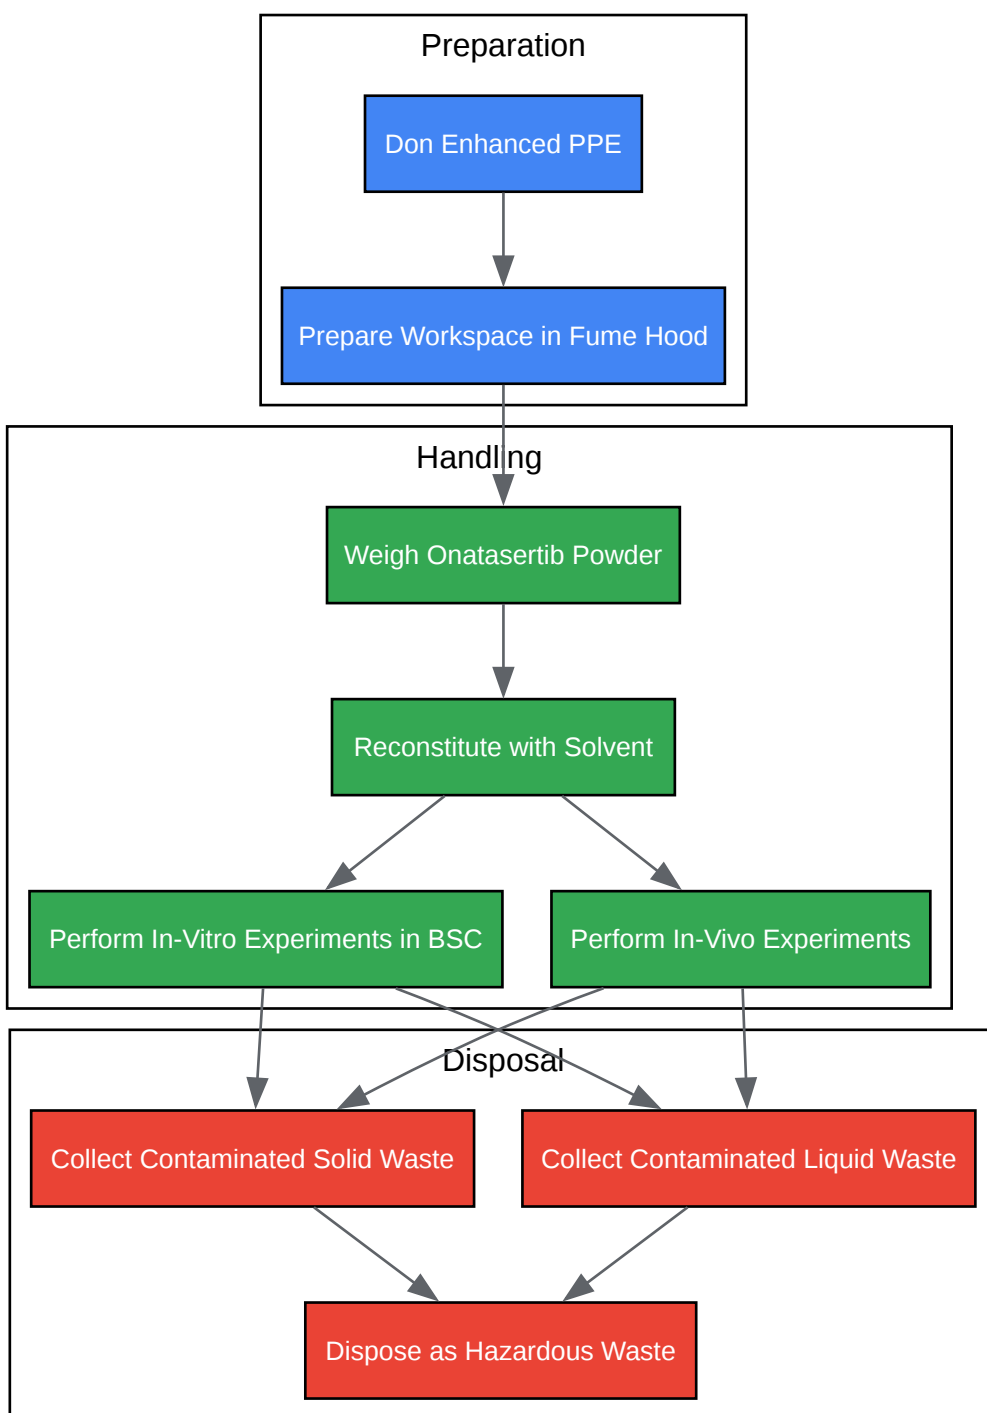 Preparation
Don Enhanced PPE
Prepare Workspace in Fume Hood
Handling
Weigh Onatasertib Powder
Reconstitute with Solvent
Perform In-Vitro Experiments in BSC
Perform In-Vivo Experiments
Disposal
Collect Contaminated Solid Waste
Collect Contaminated Liquid Waste
Dispose as Hazardous Waste